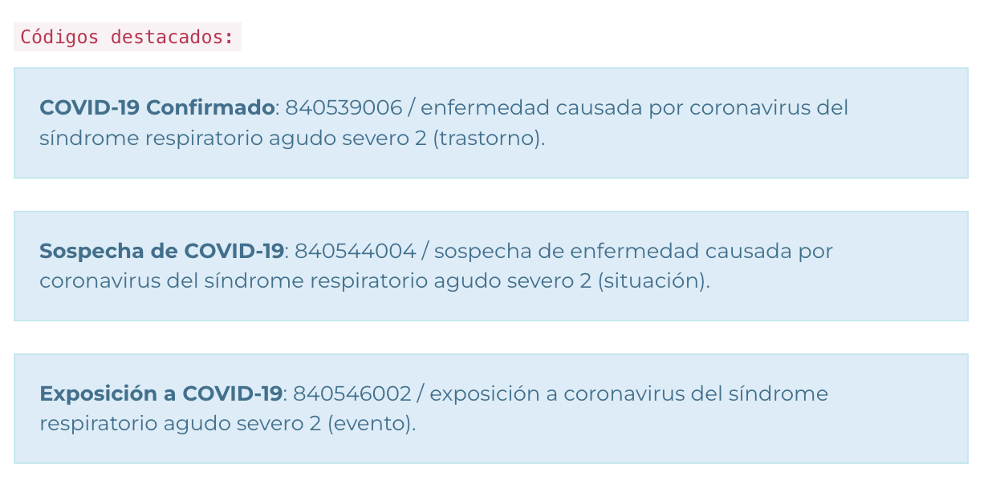 Códigos destacados:
COVID-19 Confirmado: 840539006 / enfermedad causada por coronavirus del
síndrome respiratorio agudo severo 2 (trastorno).
Sospecha de COVID-19: 840544004 / sospecha de enfermedad causada por
coronavirus del síndrome respiratorio agudo severo 2 (situación).
Exposición a COVID-19: 840546002 / exposición a coronavirus del síndrome
respiratorio agudo severo 2 (evento).